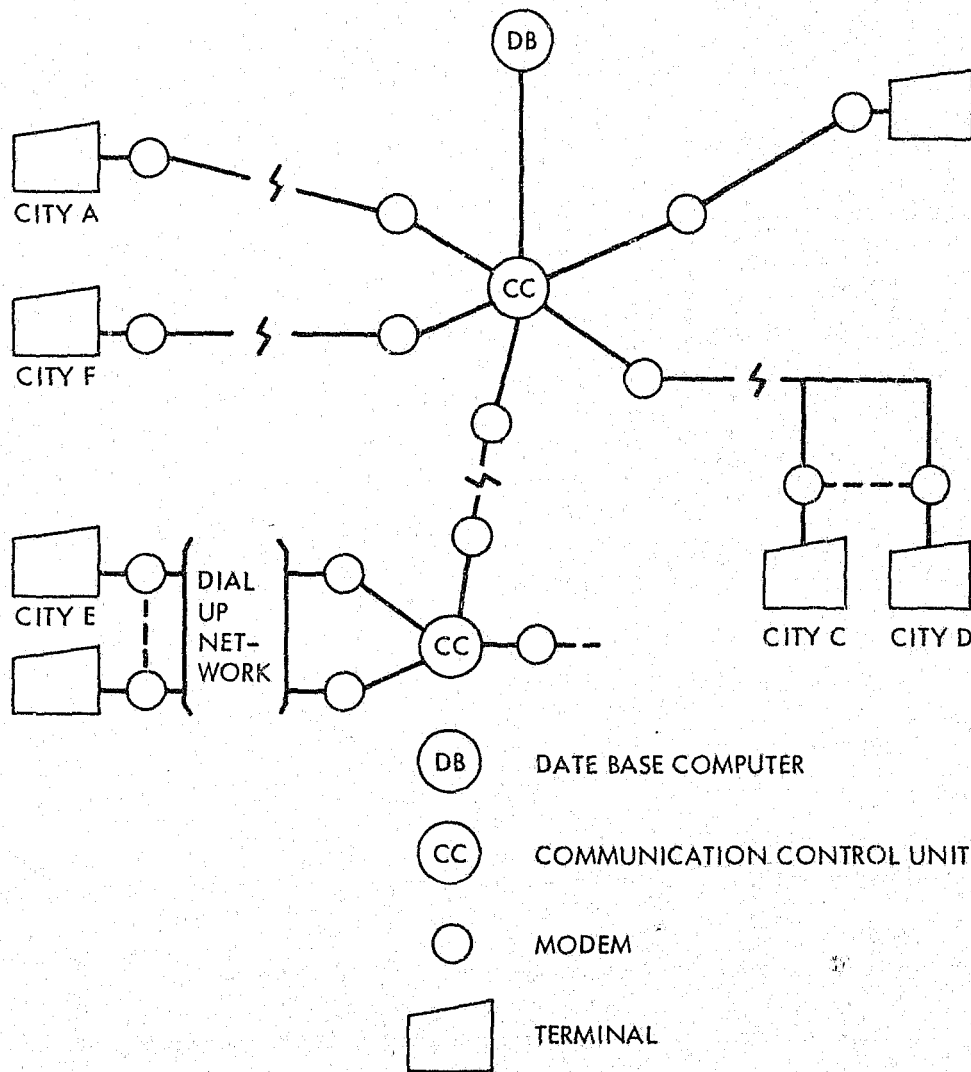 DB
CITY A
CC
CITY F
DIAL
UP
NET-
WORK
CITY E
CC
CITY C
CITY D
DB
DATE BASE COMPUTER
CC
COMMUNICATION CONTROL UNIT
MODEM
TERMINAL